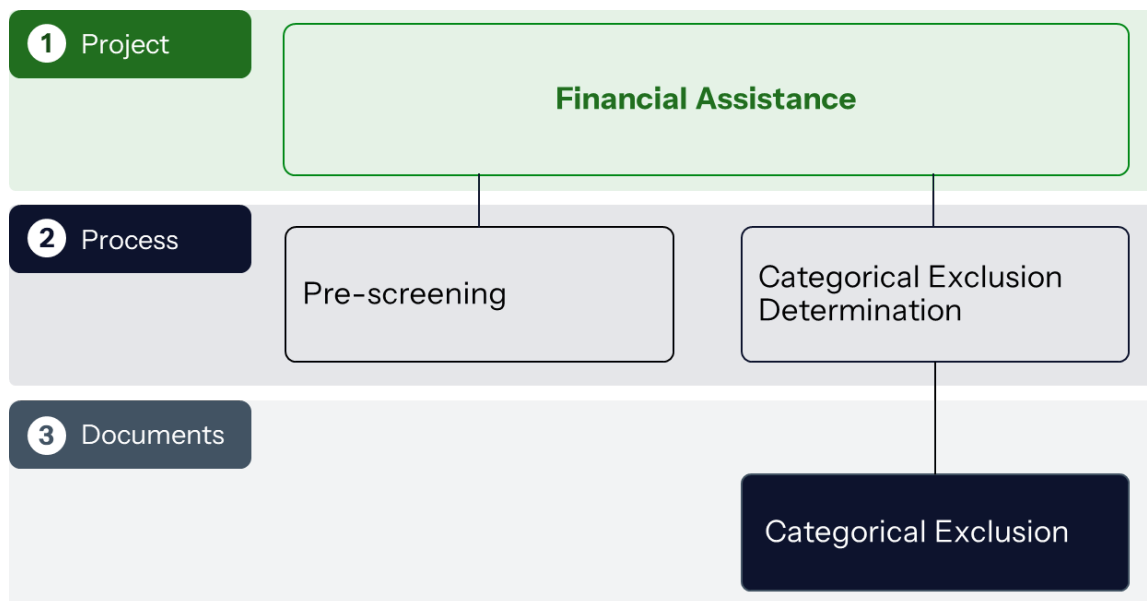 1 Project
Financial Assistance
2 Process
Pre-screening
Categorical Exclusion
Determination
3 Documents
Categorical Exclusion